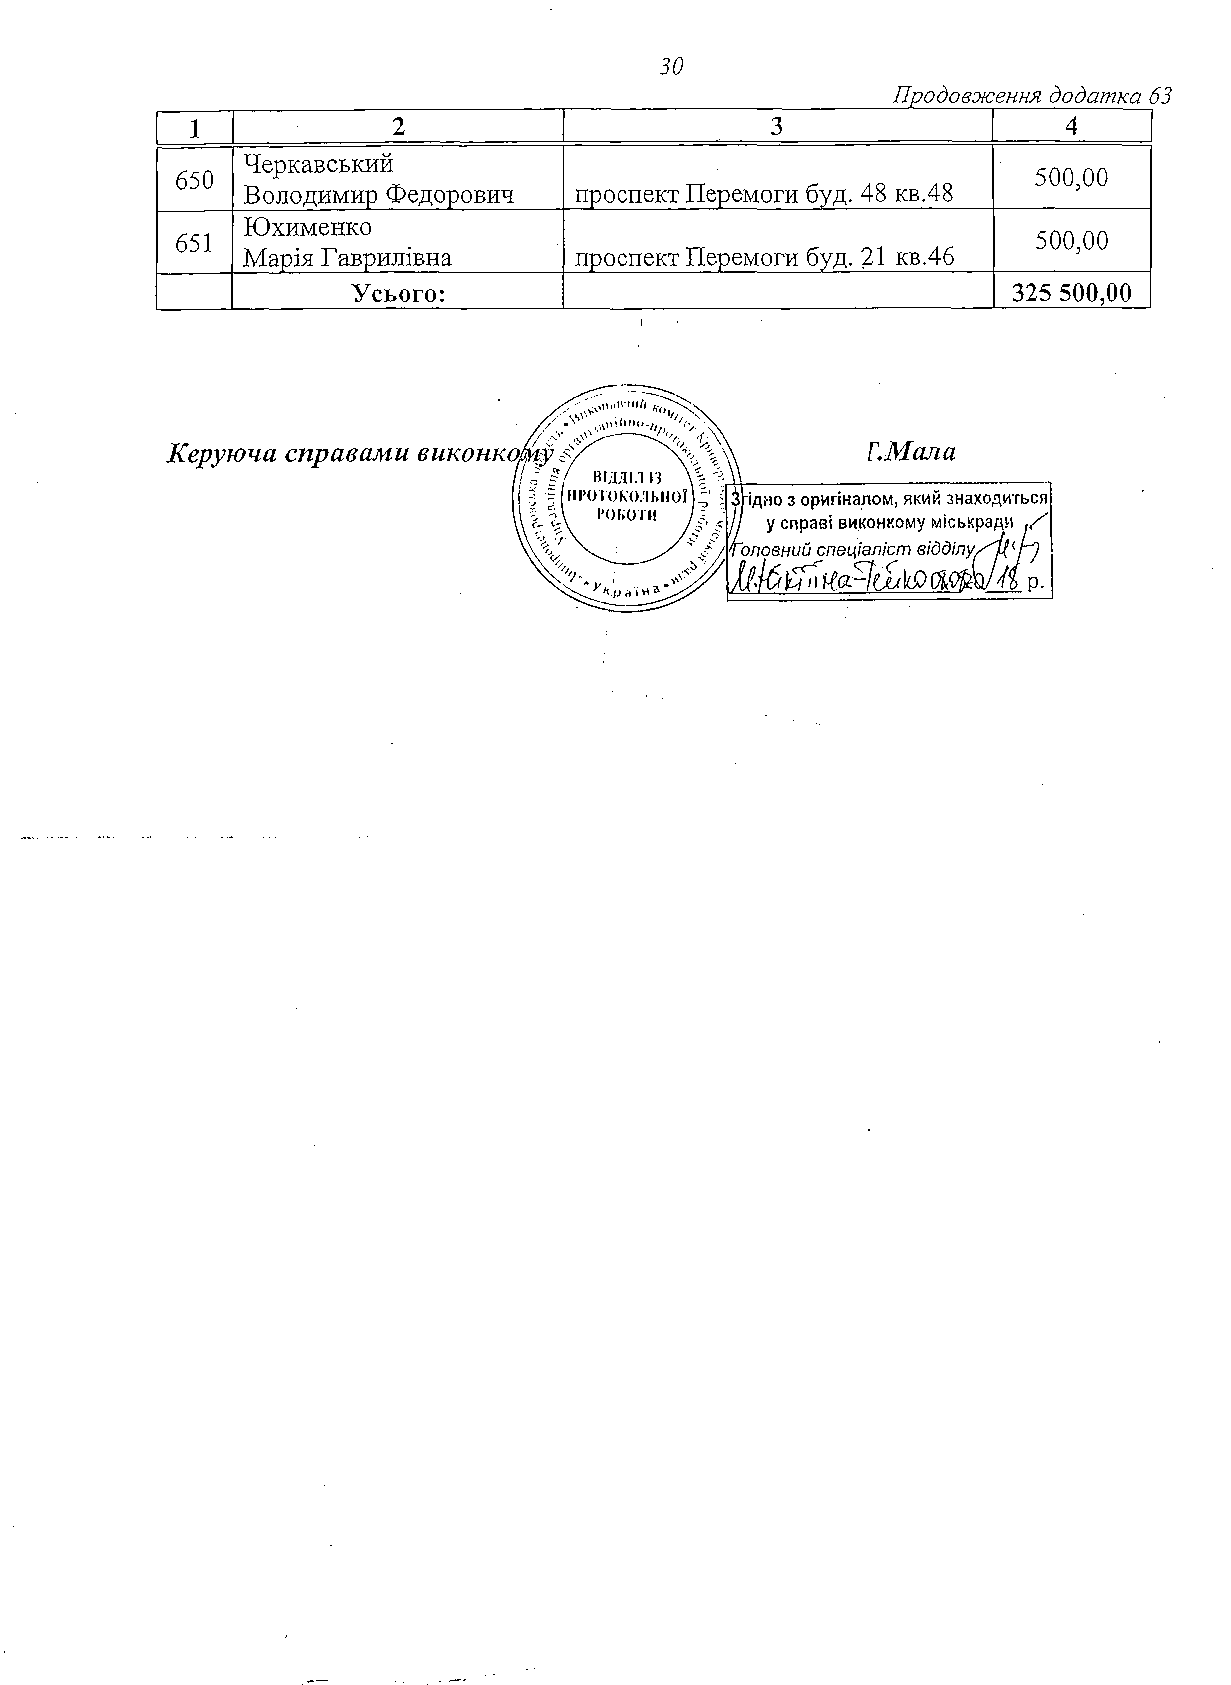 30
Продовження додатка 63
1 2 3 4
650 Черкавський
Володимир Федорович проспект Перемоги буд. 48 кв.48 500,00
651 Юхименко
Марія Гаврилівна проспект Перемоги буд. 21 кв.46 500,00
Усього: 325 500,00
Керуюча справами виконкому Г.Мала
ВІДДІЛ ІЗ
ПРОТОКОЛЬНОЇ
РОБОТИ
Україна
Згідно з оригіналом, який знаходиться
у справі виконкому міськради
Головний спеціаліст відділу
18 р.